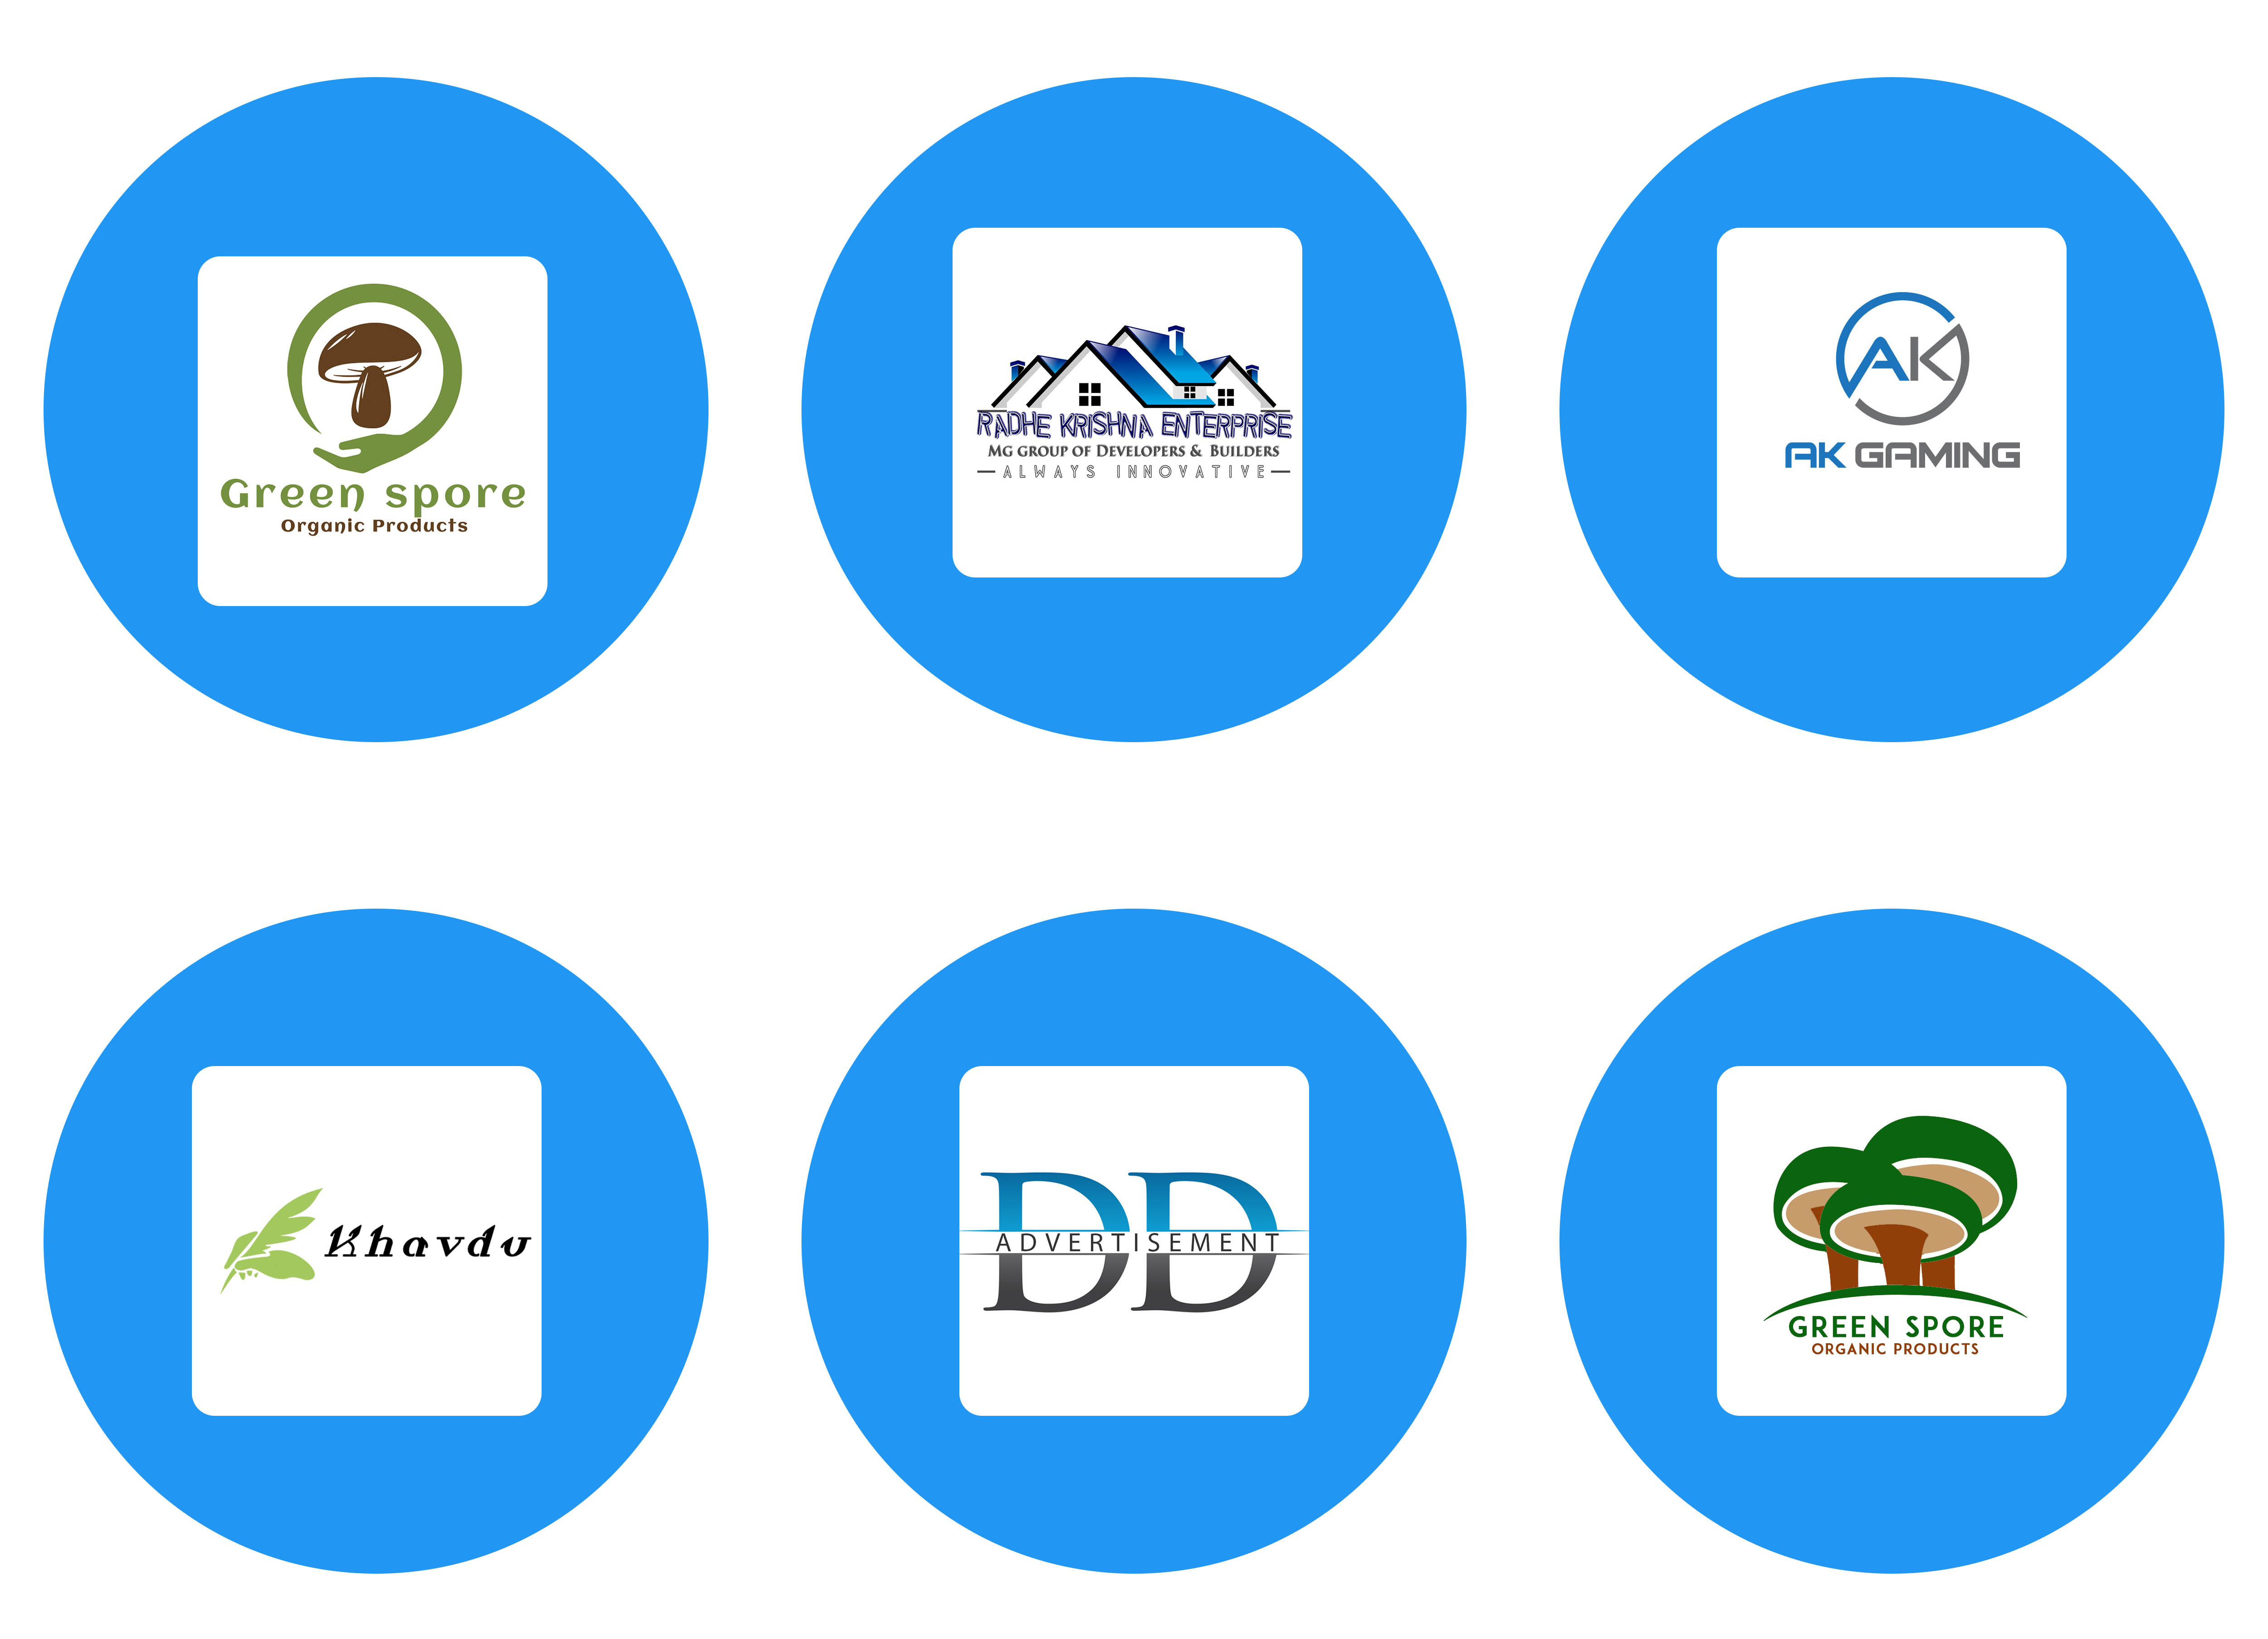 Green spore
Organic Products
RADHE KRISHNA ENTERPRISE
MG GROUP OF DEVELOPERS & BUILDERS
ALWAYS INNOVATIVE
AK
AK GAMING
Khavdu
DD
ADVERTISEMENT
GREEN SPORE
ORGANIC PRODUCTS